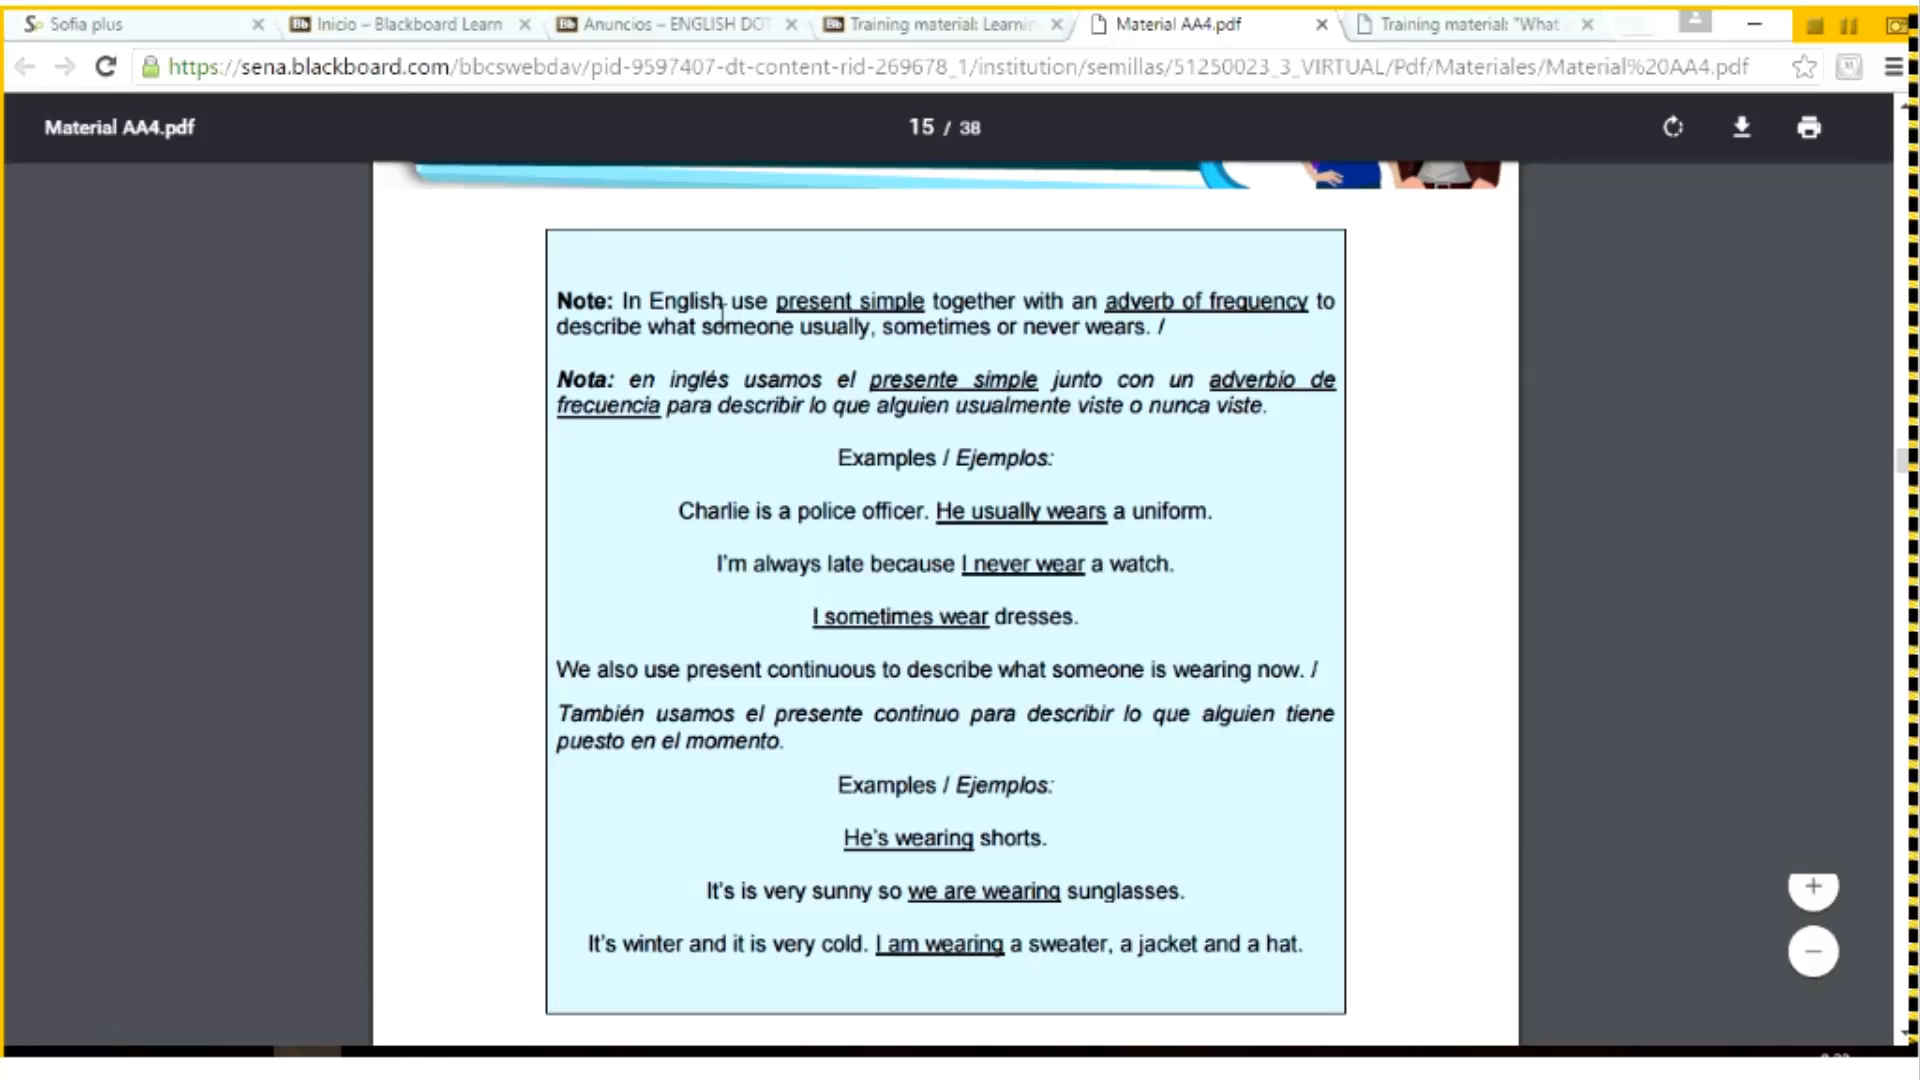 Sofia plus
Inicio – Blackboard Learn
Anuncios – ENGLISH DOT
Training material: Learnin
Material AA4.pdf
Training material: "What
https://sena.blackboard.com/bbcswebdav/pid-9597407-dt-content-rid-269678_1/institution/semillas/51250023_3_VIRTUAL/Pdf/Materiales/Material%20AA4.pdf
Material AA4.pdf
15 / 38
Note: In English use present simple together with an adverb of frequency to
describe what someone usually, sometimes or never wears. /
Nota: en inglés usamos el presente simple junto con un adverbio de
frecuencia para describir lo que alguien usualmente viste o nunca viste.
Examples / Ejemplos:
Charlie is a police officer. He usually wears a uniform.
I'm always late because I never wear a watch.
I sometimes wear dresses.
We also use present continuous to describe what someone is wearing now. /
También usamos el presente continuo para describir lo que alguien tiene
puesto en el momento.
Examples / Ejemplos:
He's wearing shorts.
It's is very sunny so we are wearing sunglasses.
It's winter and it is very cold. I am wearing a sweater, a jacket and a hat.